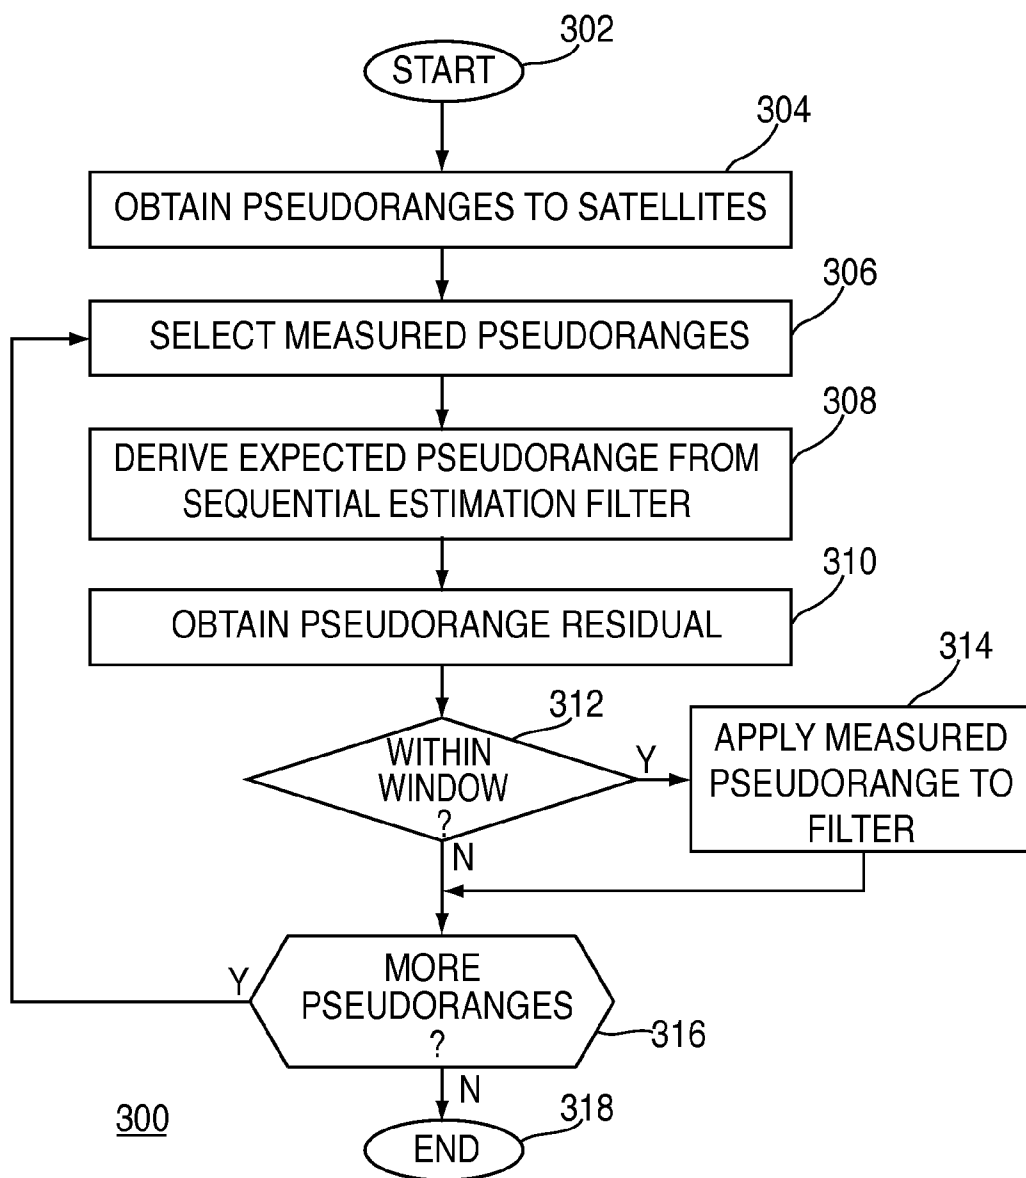 302
START
304
OBTAIN PSEUDORANGES TO SATELLITES
306
SELECT MEASURED PSEUDORANGES
308
DERIVE EXPECTED PSEUDORANGE FROM
SEQUENTIAL ESTIMATION FILTER
310
OBTAIN PSEUDORANGE RESIDUAL
312
WITHIN
WINDOW
?
Y
N
314
APPLY MEASURED
PSEUDORANGE TO
FILTER
MORE
PSEUDORANGES
?
Y
316
N
300
318
END